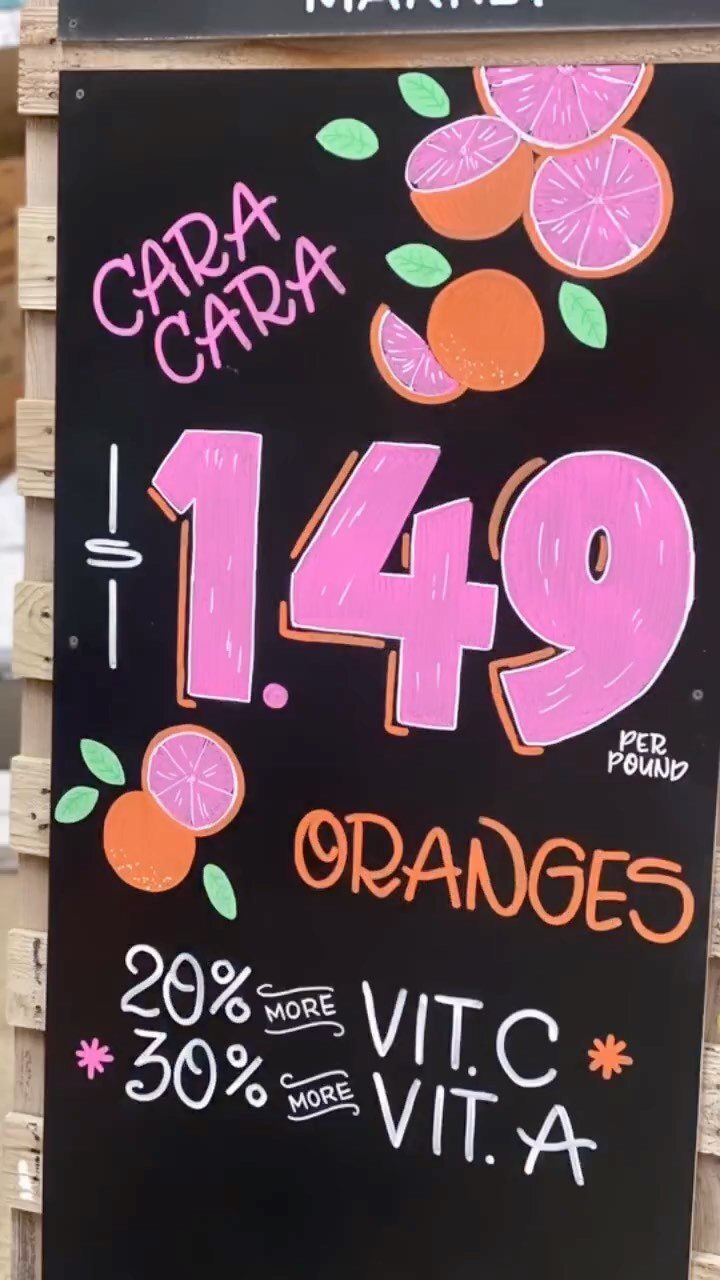 CARA
CARA
$1.49
PER
POUND
ORANGES
20% MORE VIT. C
30% MORE VIT. A